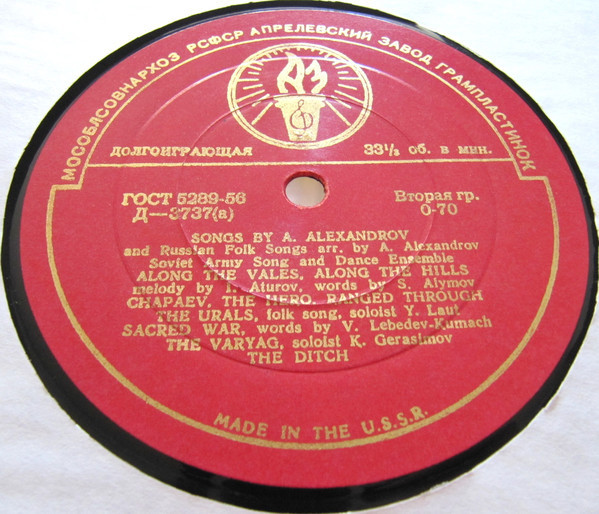 МОСОБЛСОВНАРХОЗ РСФСР АПРЕЛЕВСКИЙ ЗАВОД ГРАМПЛАСТИНОК
АЗ
ДОЛГОИГРАЮЩАЯ 33⅓ об. в мин.
ГОСТ 5289-56 Вторая гр.
Д—3737(a) 0-70
SONGS BY A. ALEXANDROV
and Russian Folk Songs arr. by A. Alexandrov
Soviet Army Song and Dance Ensemble
ALONG THE VALES, ALONG THE HILLS
melody by I. Aturov, words by S. Alymov
CHAPAEV, THE HERO, RANGED THROUGH
THE URALS, folk song, soloist Y. Laut
SACRED WAR, words by V. Lebedev-Kumach
THE VARYAG, soloist K. Gerasimov
THE DITCH
MADE IN THE U.S.S.R.